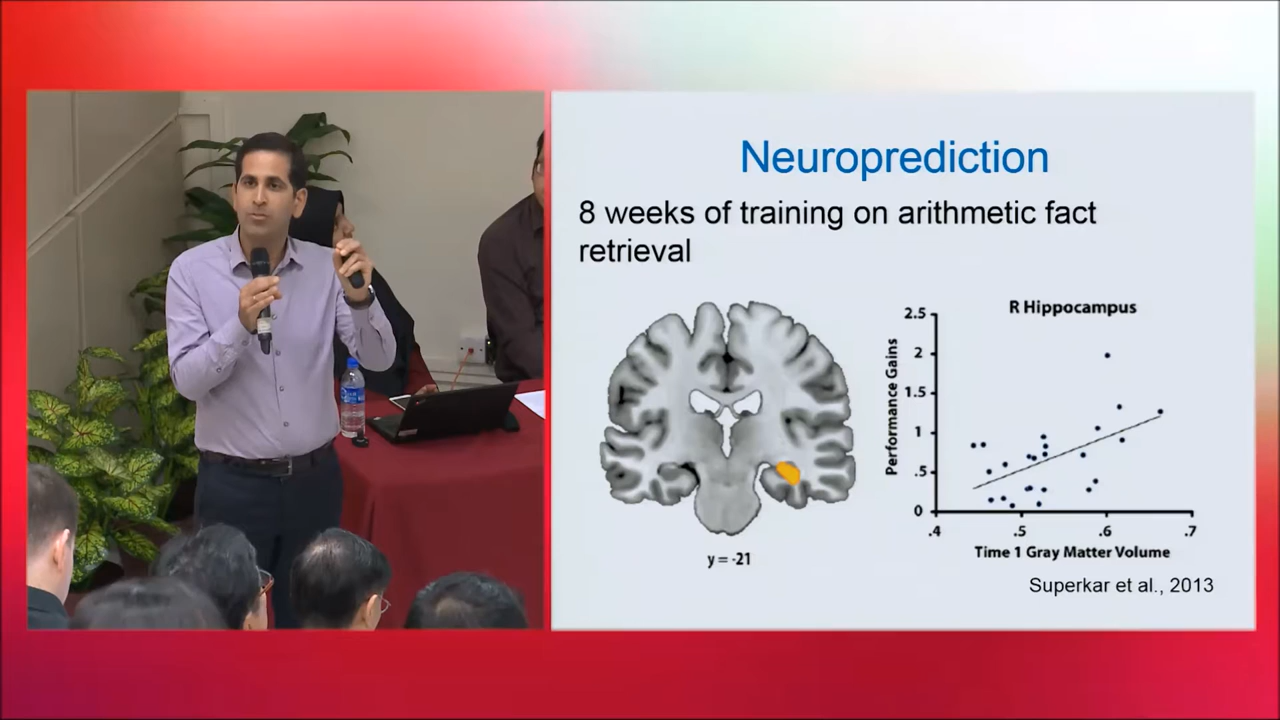 Neuroprediction
8 weeks of training on arithmetic fact
retrieval
R Hippocampus
2.5
2
1.5
1
.5
0
Performance Gains
.4 .5 .6 .7
Time 1 Gray Matter Volume
y = -21
Superkar et al., 2013